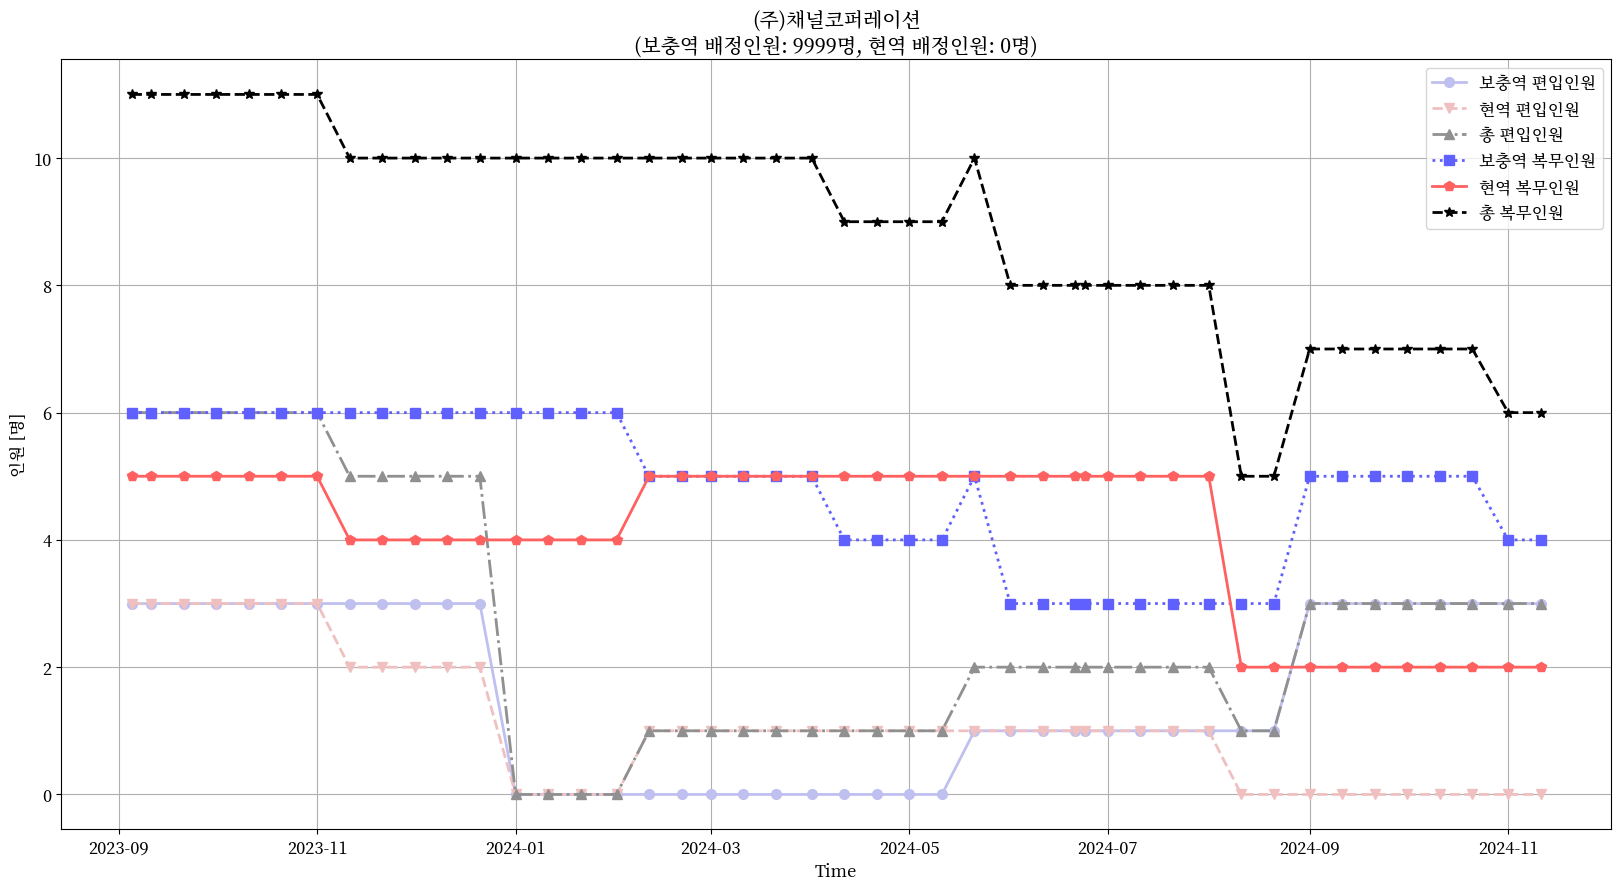 (주)채널코퍼레이션
(보충역 배정인원: 9999명, 현역 배정인원: 0명)
보충역 편입인원
현역 편입인원
총 편입인원
보충역 복무인원
현역 복무인원
총 복무인원
10
8
6
4
2
0
인원 [명]
2023-09
2023-11
2024-01
2024-03
2024-05
2024-07
2024-09
2024-11
Time